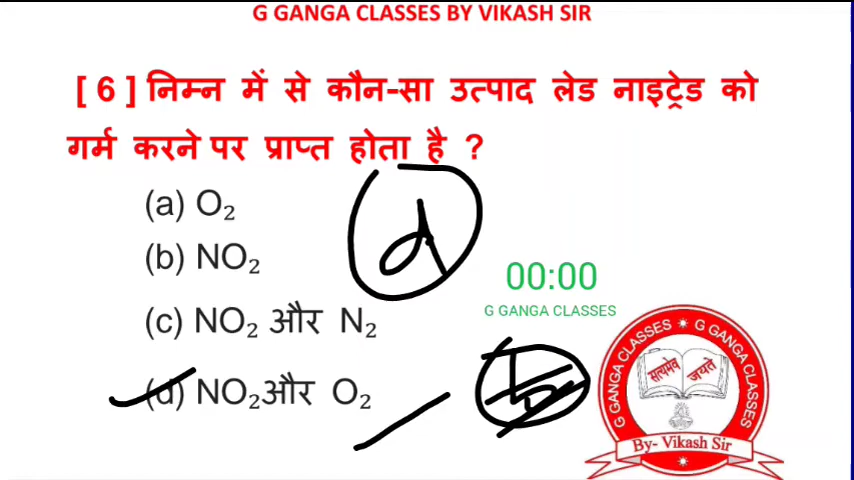 G GANGA CLASSES BY VIKASH SIR
[ 6 ] निम्न में से कौन-सा उत्पाद लेड नाइट्रेड को
गर्म करने पर प्राप्त होता है ?
(a) O₂
(b) NO₂
(c) NO₂ और N₂
(d) NO₂और O₂
d
00:00
G GANGA CLASSES
G GANGA CLASSES ✷ G GANGA CLASSES
सत्यमेव जयते
By- Vikash Sir